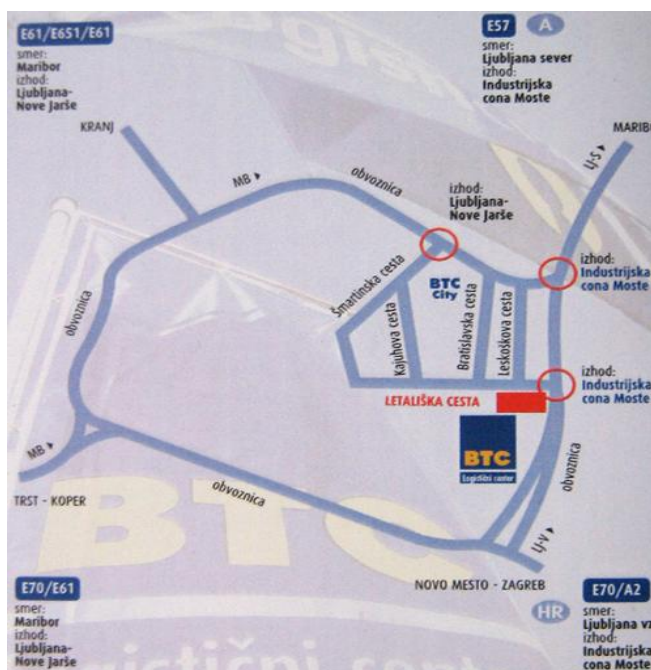 E61/E651/E61
smer:
Maribor
izhod:
Ljubljana-
Nove Jarše
E57
A
smer:
Ljubljana sever
izhod:
Industrijska
cona Moste
KRANJ
MB
obvoznica
LJ-S
izhod:
Ljubljana-
Nove Jarše
izhod:
Industrijska
cona Moste
obvoznica
Šmartinska cesta
BTC
City
Kajuhova cesta
Bratislavska cesta
Leskoškova cesta
izhod:
Industrijska
cona Moste
LETALIŠKA CESTA
BTC
Logistični center
obvoznica
MB
TRST - KOPER
obvoznica
LJ-V
NOVO MESTO - ZAGREB
BTC
E70/E61
smer:
Maribor
izhod:
Ljubljana-
Nove Jarše
HR
E70/A2
smer:
Ljubljana
izhod:
Industrijska
cona Moste